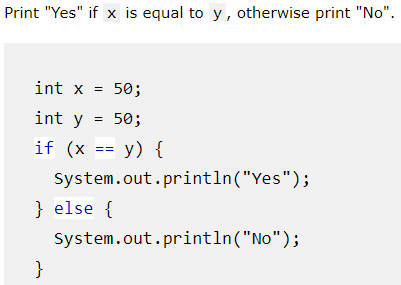 Print "Yes" if x is equal to y, otherwise print "No".
int x = 50;
int y = 50;
if (x == y) {
  System.out.println("Yes");
} else {
  System.out.println("No");
}